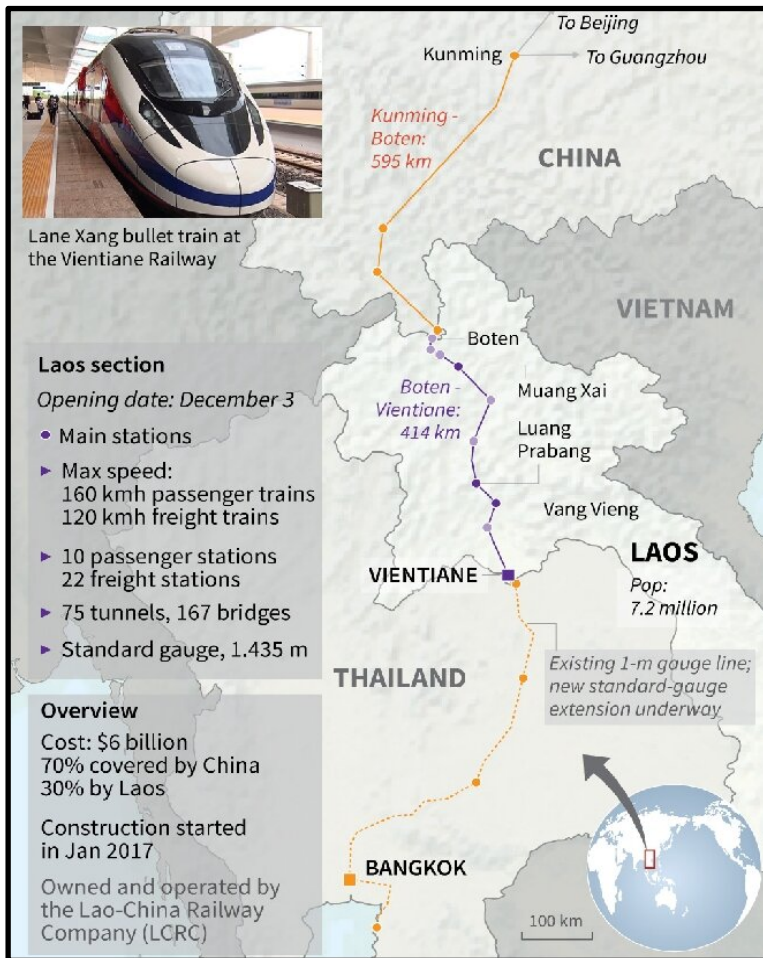 To Beijing
Kunming
To Guangzhou
Kunming -
Boten:
595 km
CHINA
Lane Xang bullet train at
the Vientiane Railway
VIETNAM
Boten
Laos section
Opening date: December 3
Main stations
Max speed:
160 kmh passenger trains
120 kmh freight trains
10 passenger stations
22 freight stations
75 tunnels, 167 bridges
Standard gauge, 1.435 m
Boten -
Vientiane:
414 km
Muang Xai
Luang
Prabang
Vang Vieng
VIENTIANE
LAOS
Pop:
7.2 million
THAILAND
Existing 1-m gauge line;
new standard-gauge
extension underway
Overview
Cost: $6 billion
70% covered by China
30% by Laos
Construction started
in Jan 2017
Owned and operated by
the Lao-China Railway
Company (LCRC)
BANGKOK
100 km